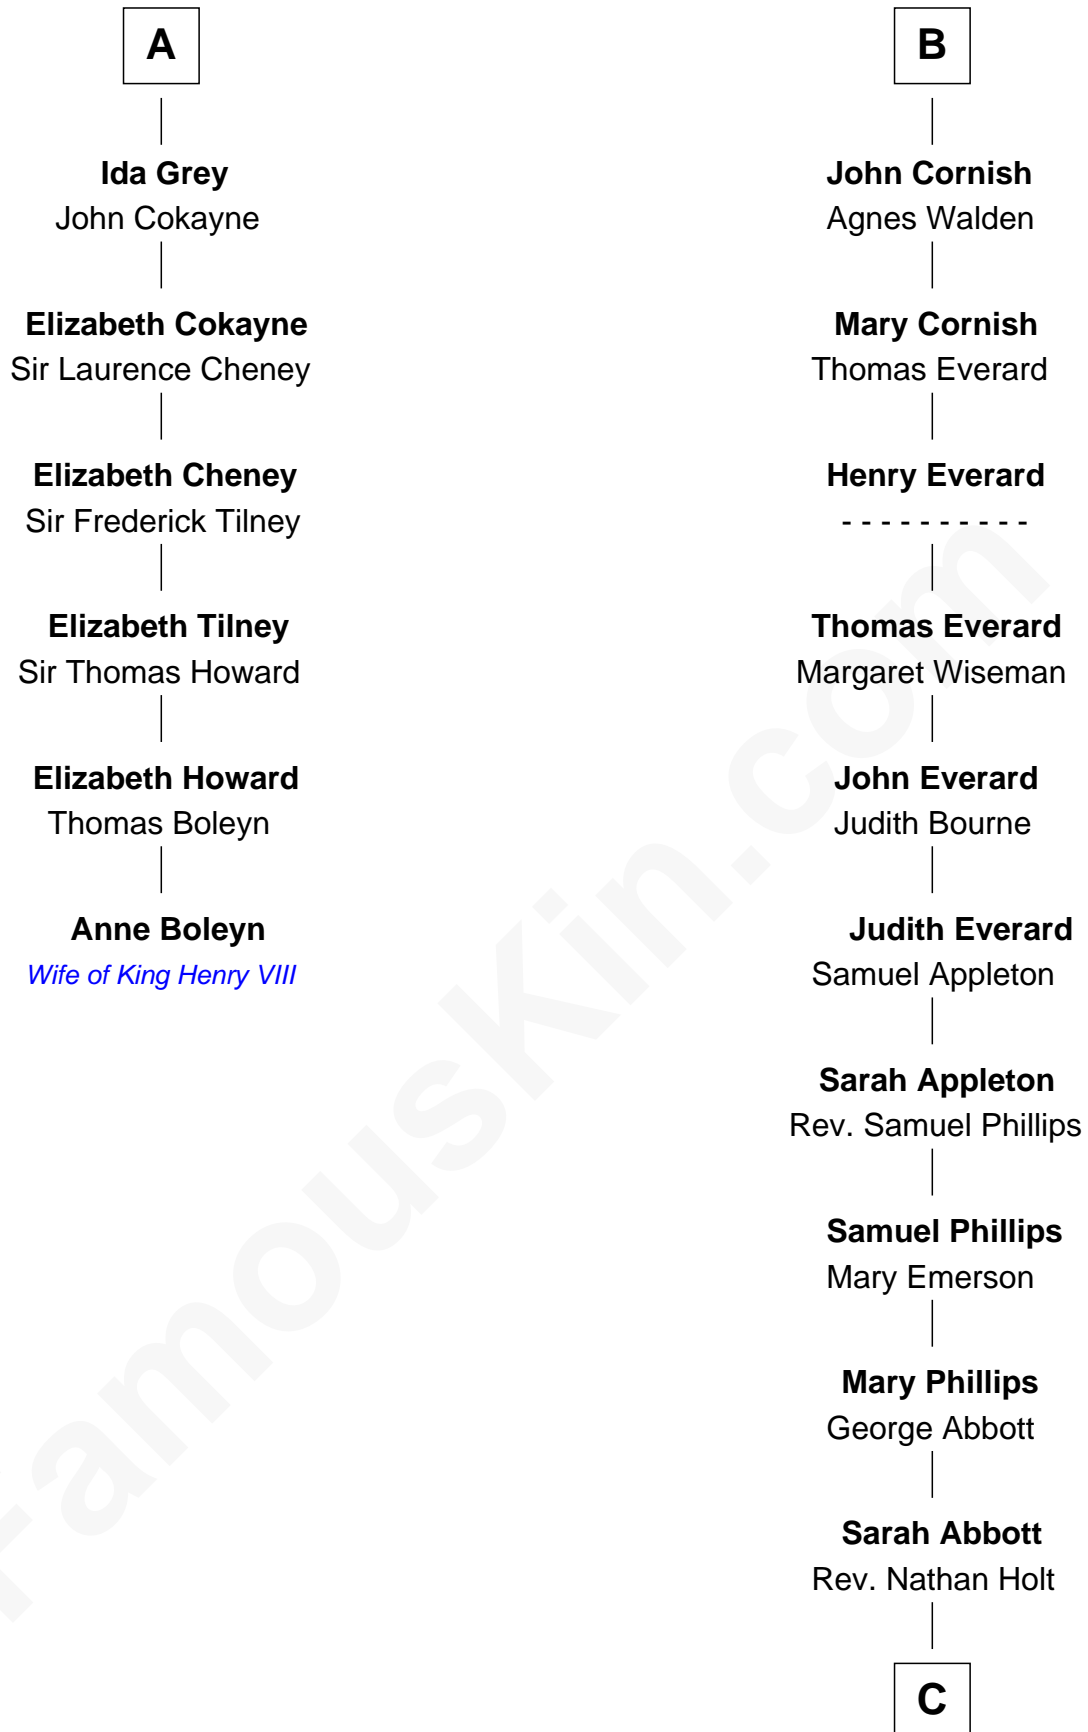 A
Ida Grey
John Cokayne
Elizabeth Cokayne
Sir Laurence Cheney
Elizabeth Cheney
Sir Frederick Tilney
Elizabeth Tilney
Sir Thomas Howard
Elizabeth Howard
Thomas Boleyn
Anne Boleyn
Wife of King Henry VIII
B
John Cornish
Agnes Walden
Mary Cornish
Thomas Everard
Henry Everard
- - - - - - - - - -
Thomas Everard
Margaret Wiseman
John Everard
Judith Bourne
Judith Everard
Samuel Appleton
Sarah Appleton
Rev. Samuel Phillips
Samuel Phillips
Mary Emerson
Mary Phillips
George Abbott
Sarah Abbott
Rev. Nathan Holt
C
FamousKin.com